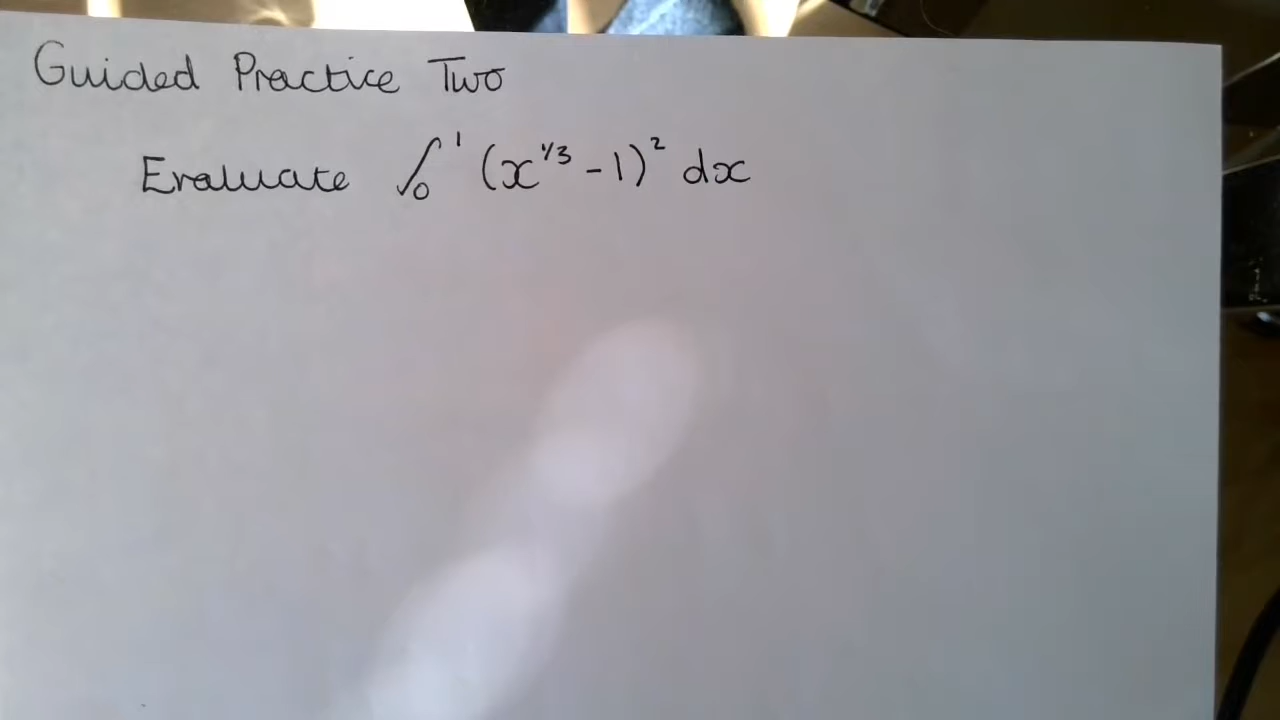 Guided Practice Two
Evaluate ∫₀¹ (x^{1/3} - 1)² dx